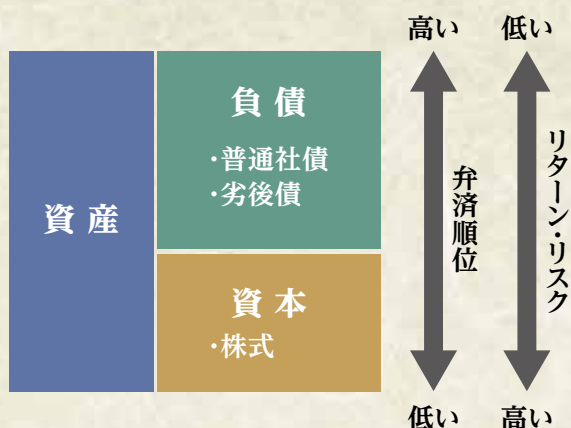 高い
低い
資産
負債
・普通社債
・劣後債
資本
・株式
弁済順位
リターン・リスク
低い
高い